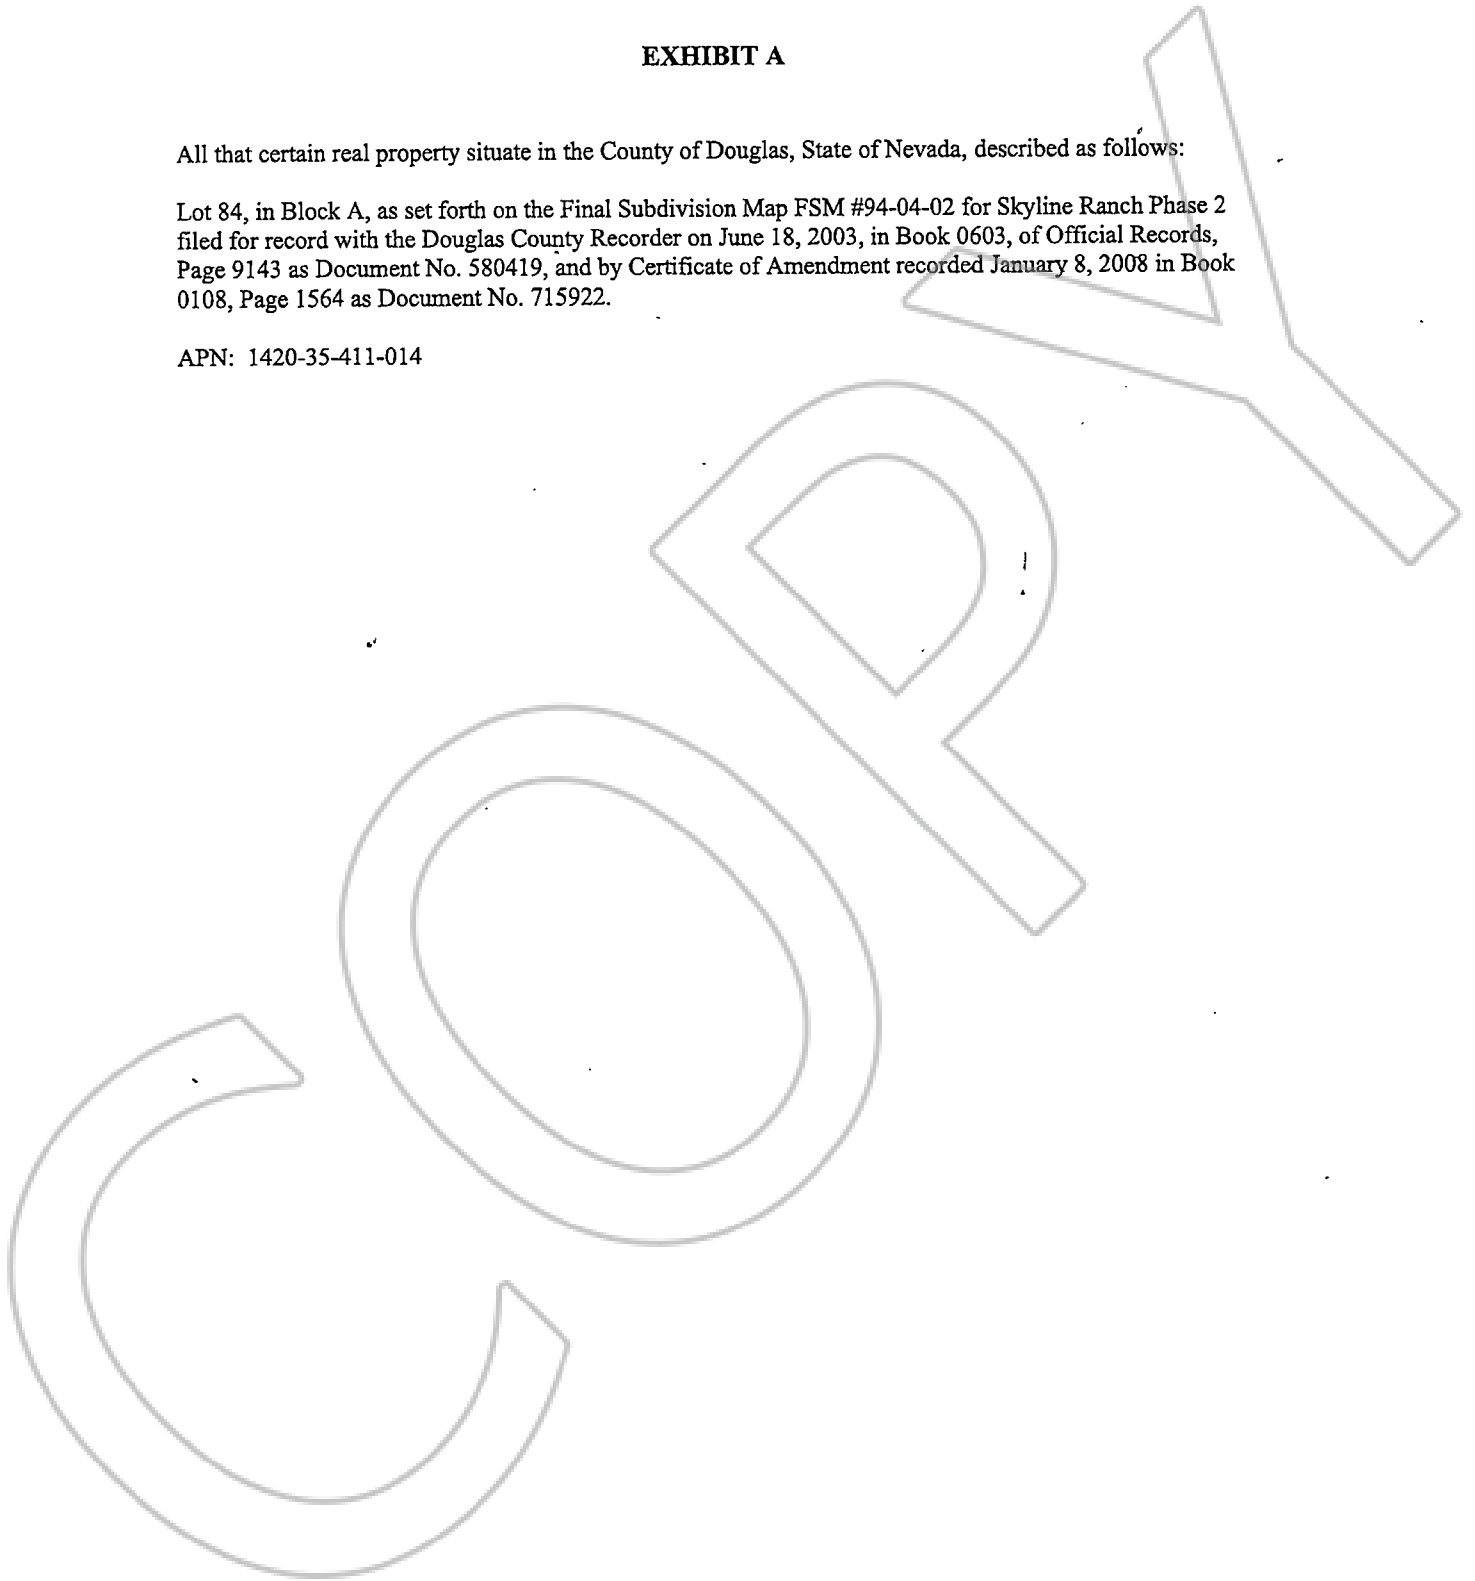 EXHIBIT A
All that certain real property situate in the County of Douglas, State of Nevada, described as follows:
Lot 84, in Block A, as set forth on the Final Subdivision Map FSM #94-04-02 for Skyline Ranch Phase 2
filed for record with the Douglas County Recorder on June 18, 2003, in Book 0603, of Official Records,
Page 9143 as Document No. 580419, and by Certificate of Amendment recorded January 8, 2008 in Book
0108, Page 1564 as Document No. 715922.
APN: 1420-35-411-014
COPY